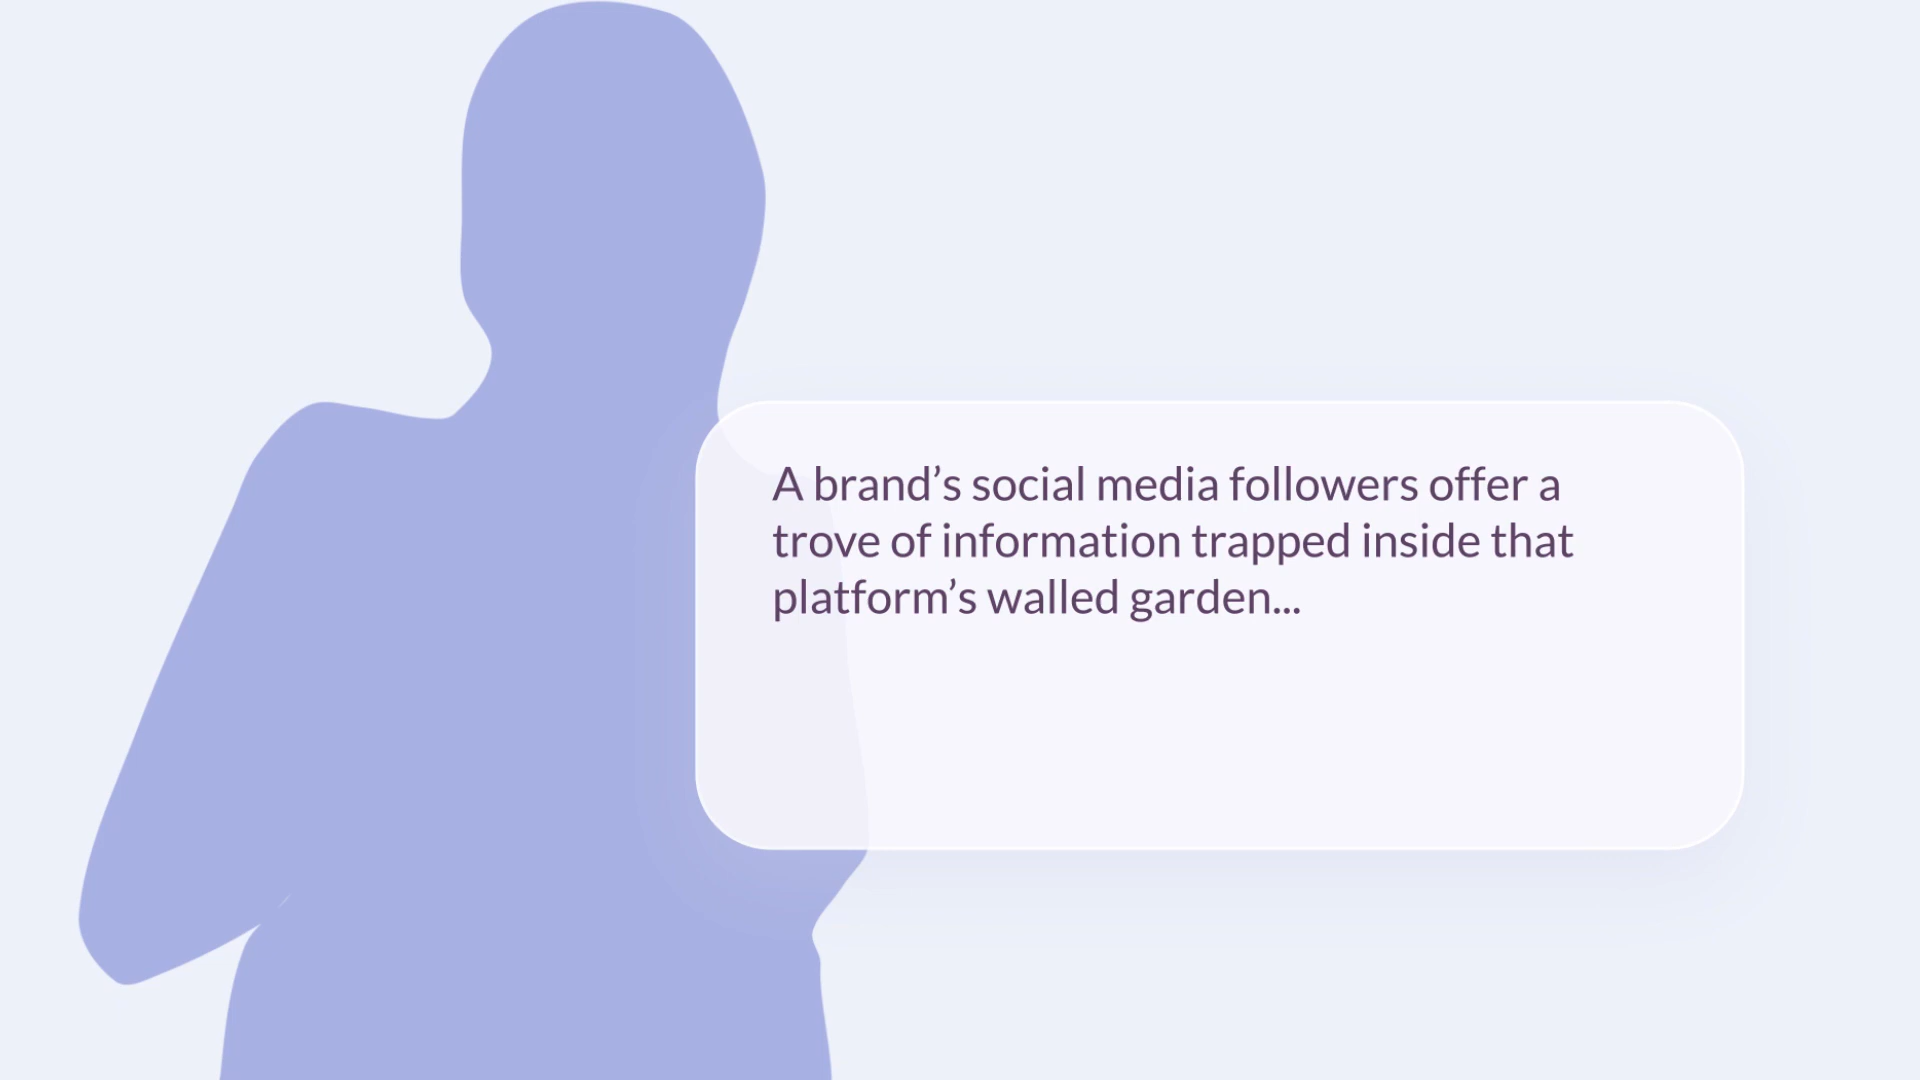 A brand’s social media followers offer a
trove of information trapped inside that
platform’s walled garden...